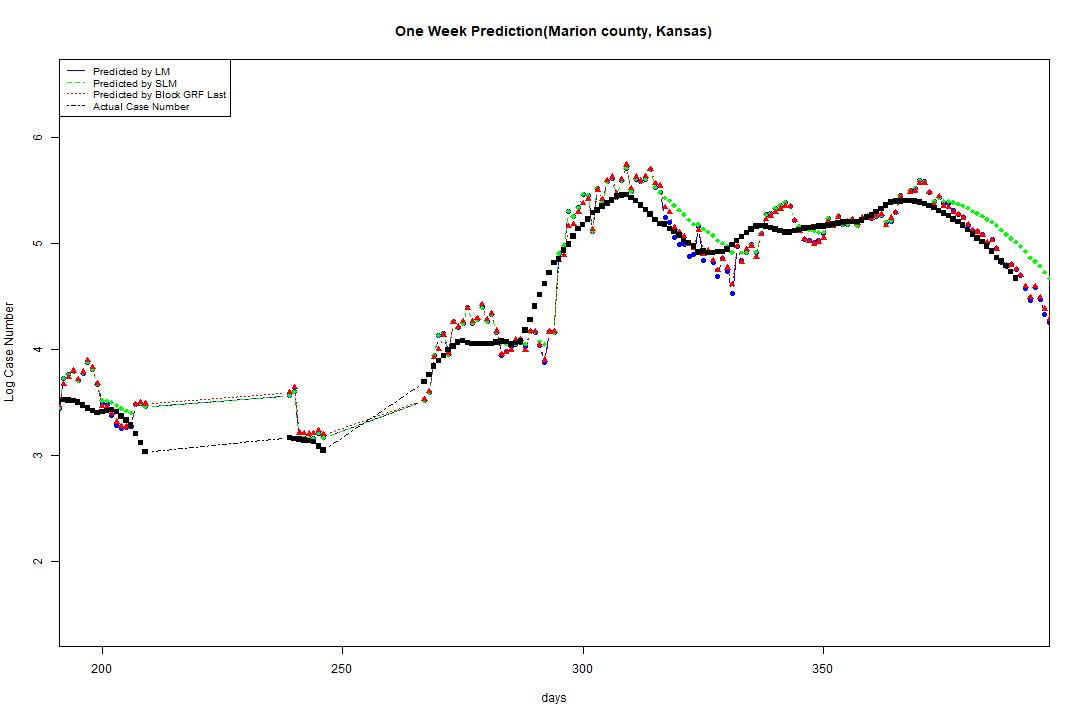 One Week Prediction(Marion county, Kansas)
Predicted by LM
Predicted by SLM
Predicted by Block GRF Last
Actual Case Number
6
5
4
3
2
Log Case Number
200 250 300 350
days